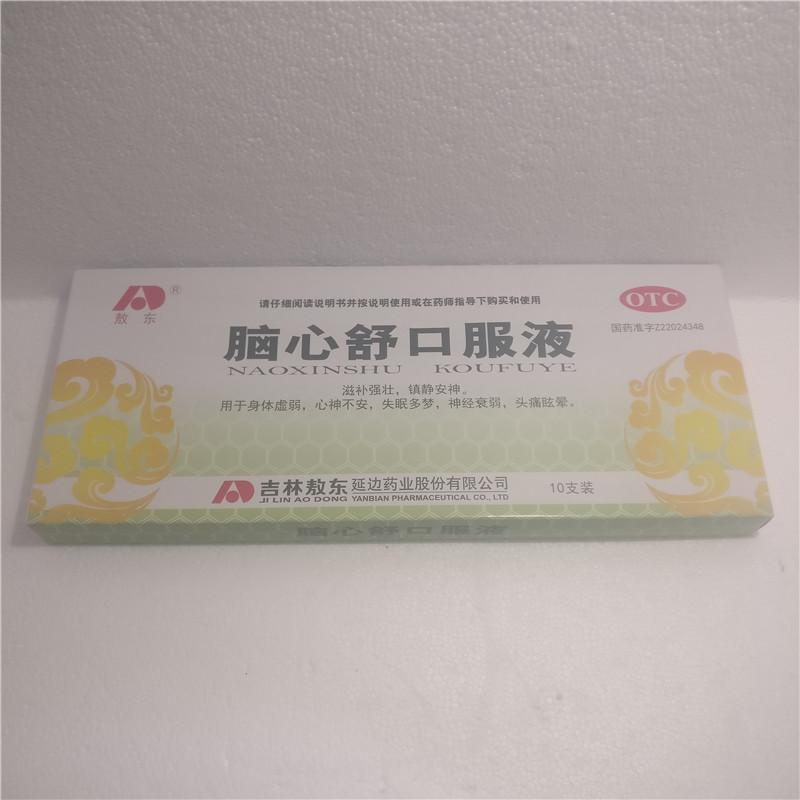 敖东
®
请仔细阅读说明书并按说明使用或在药师指导下购买和使用
OTC
国药准字Z22024348
脑心舒口服液
NAOXINSHU KOUFUYE
滋补强壮，镇静安神。
用于身体虚弱，心神不安，失眠多梦，神经衰弱，头痛眩晕。
吉林敖东延边药业股份有限公司
JI LIN AO DONG YANBIAN PHARMACEUTICAL CO., LTD
10支装
脑心舒口服液